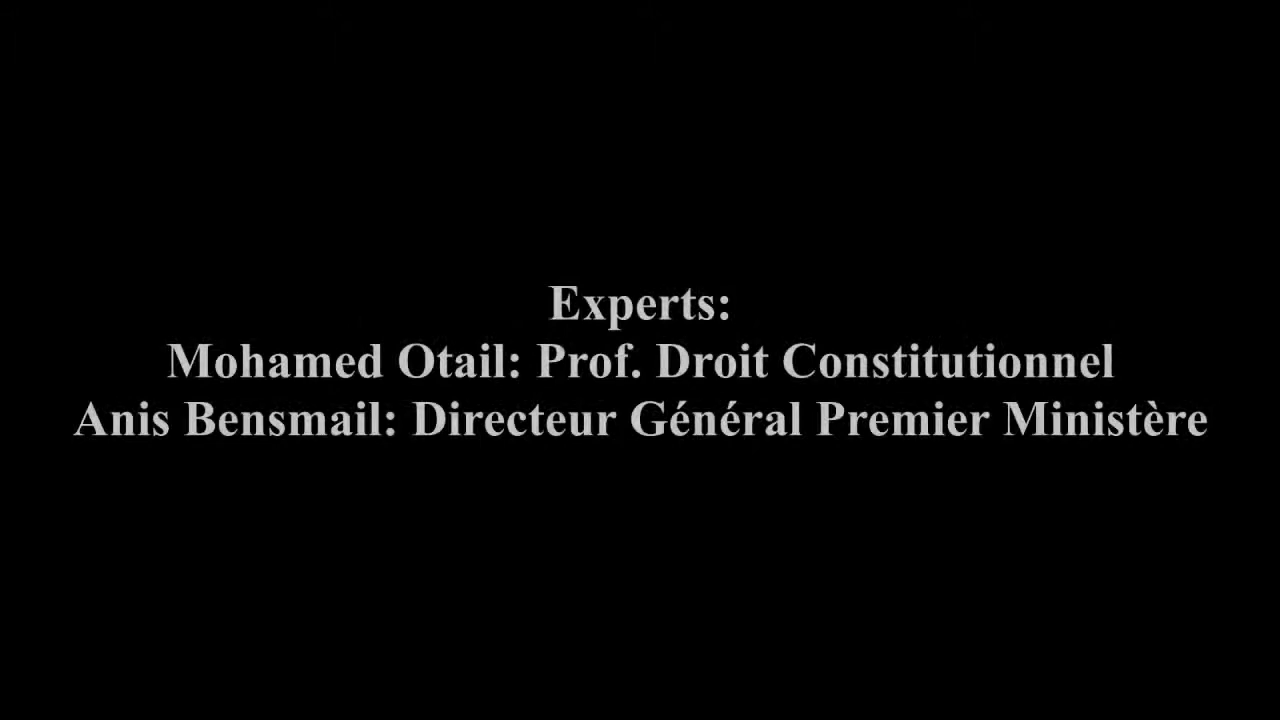 Experts:
Mohamed Otail: Prof. Droit Constitutionnel
Anis Bensmail: Directeur Général Premier Ministère